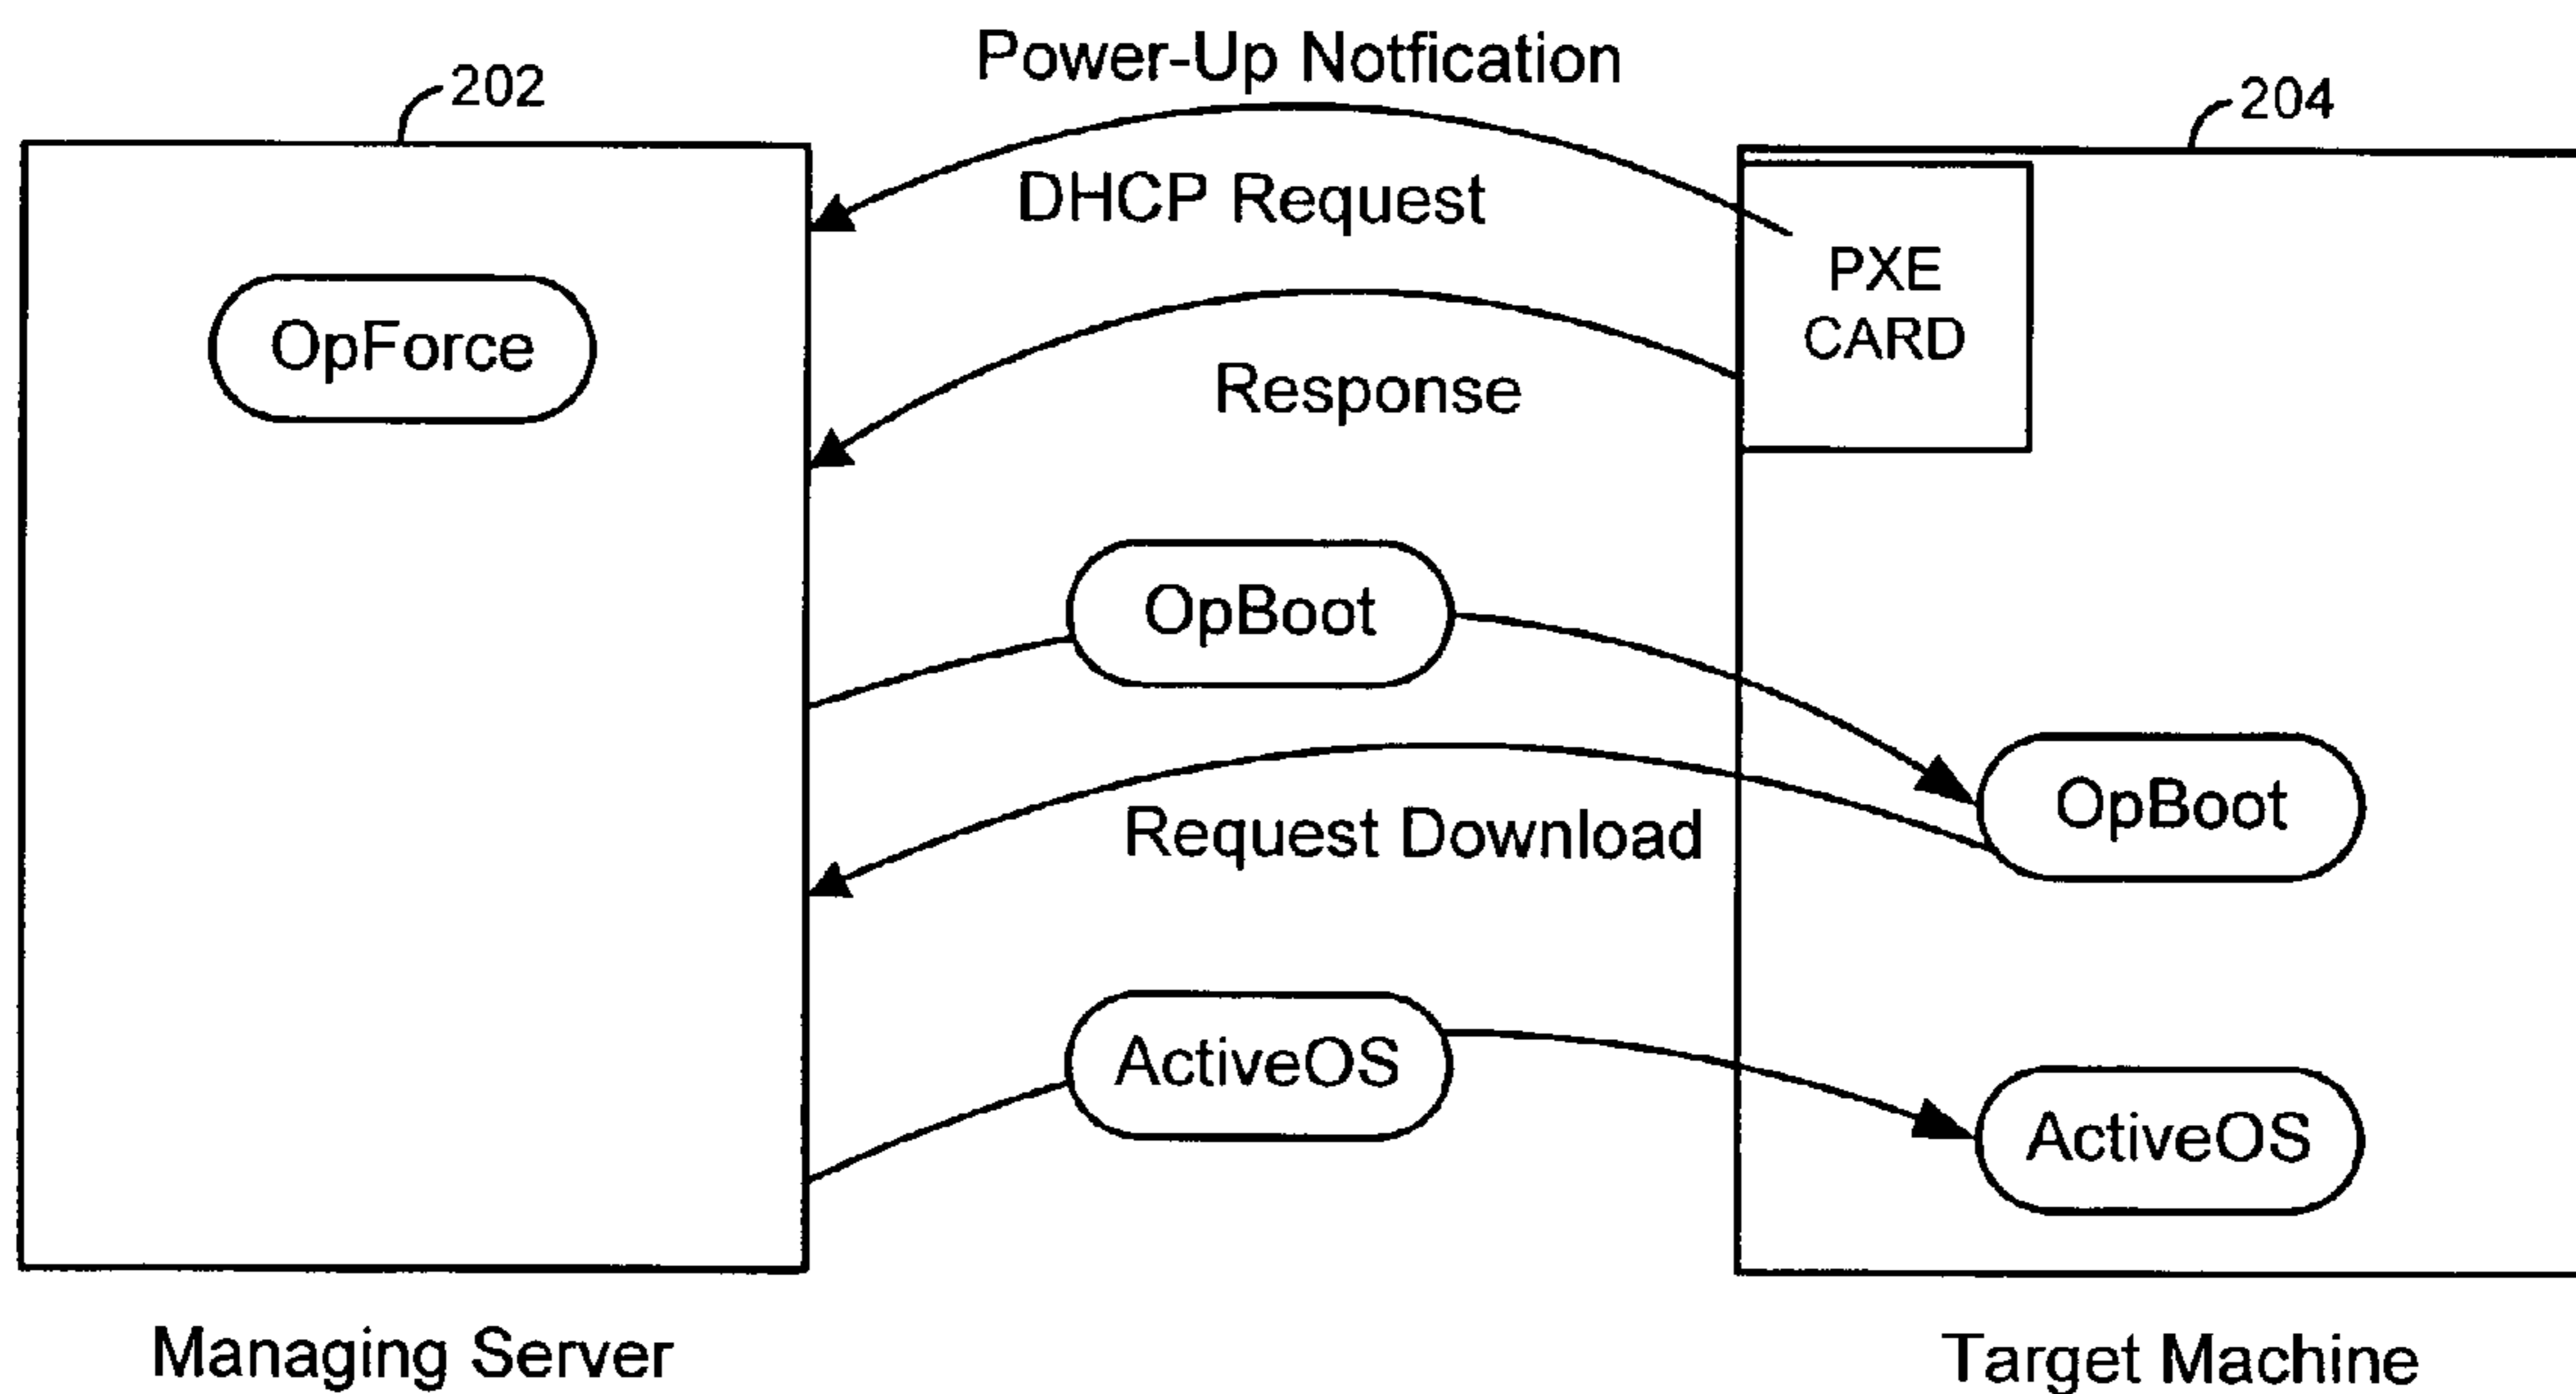 Power-Up Notfication
202
204
DHCP Request
PXE
CARD
OpForce
Response
OpBoot
OpBoot
Request Download
ActiveOS
ActiveOS
Managing Server
Target Machine